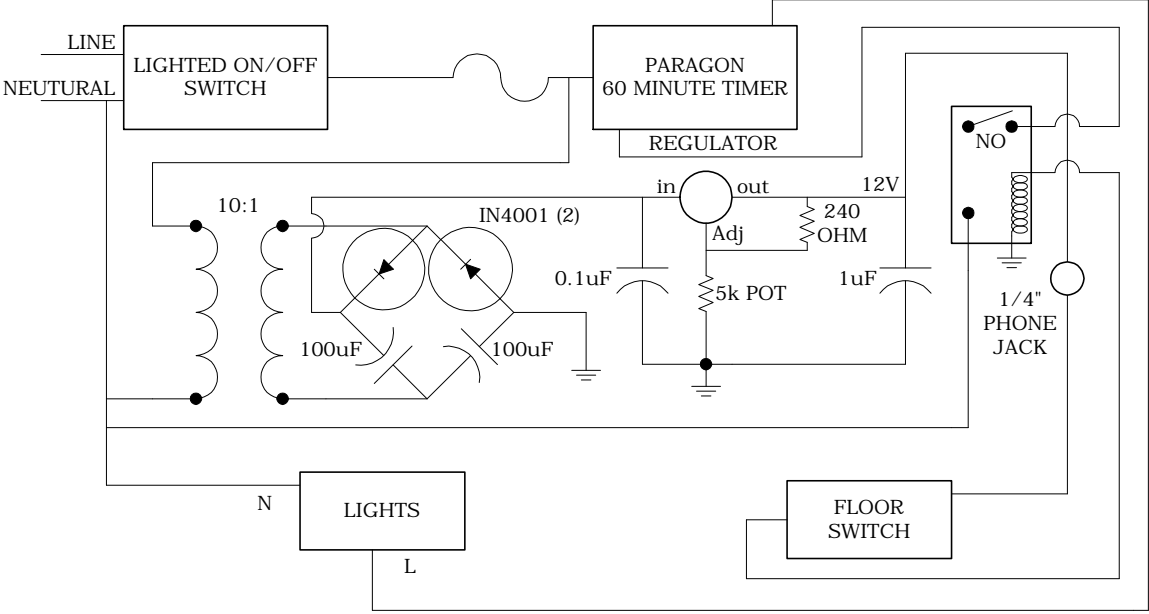 LINE
NEUTURAL
LIGHTED ON/OFF
SWITCH
PARAGON
60 MINUTE TIMER
REGULATOR
NO
10:1
IN4001 (2)
in
out
12V
Adj
240
OHM
0.1uF
5k POT
1uF
1/4"
PHONE
JACK
100uF
100uF
N
LIGHTS
L
FLOOR
SWITCH